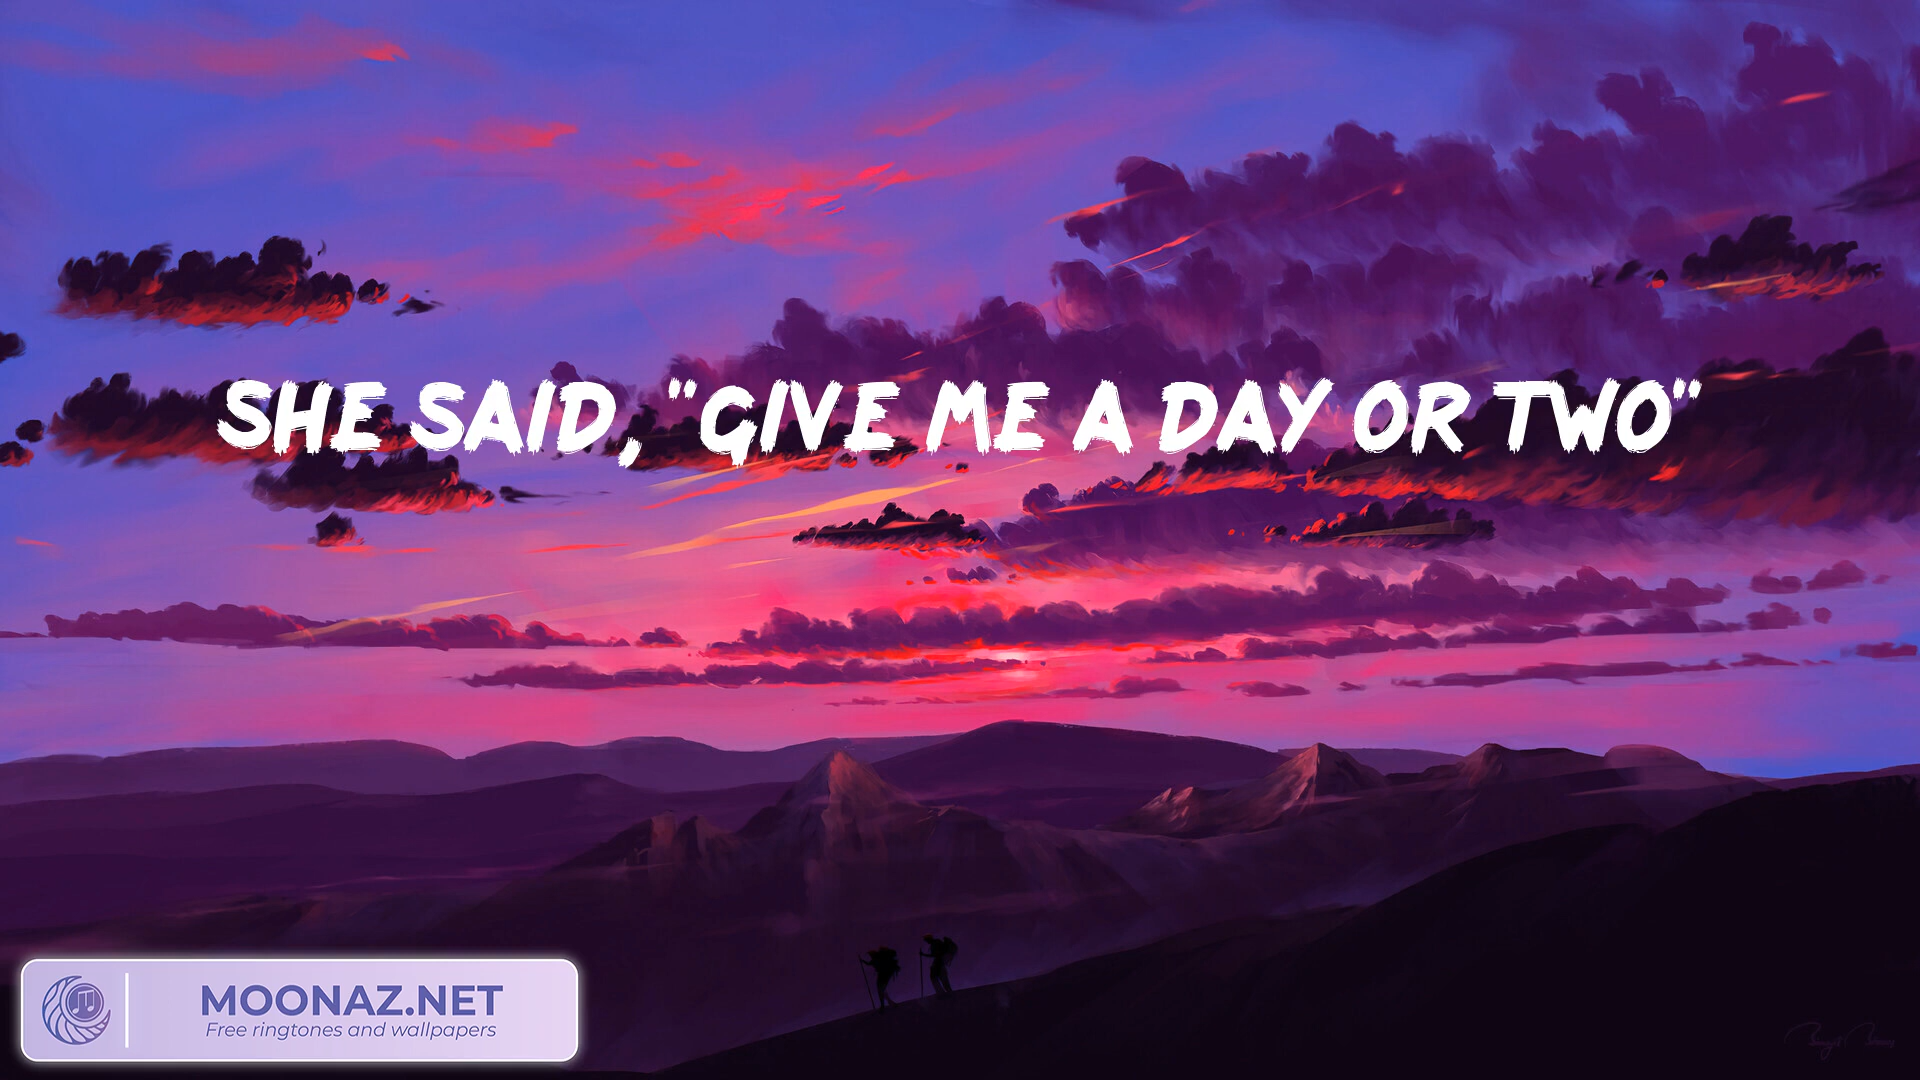 SHE SAID, "GIVE ME A DAY OR TWO"
MOONAZ.NET
Free ringtones and wallpapers